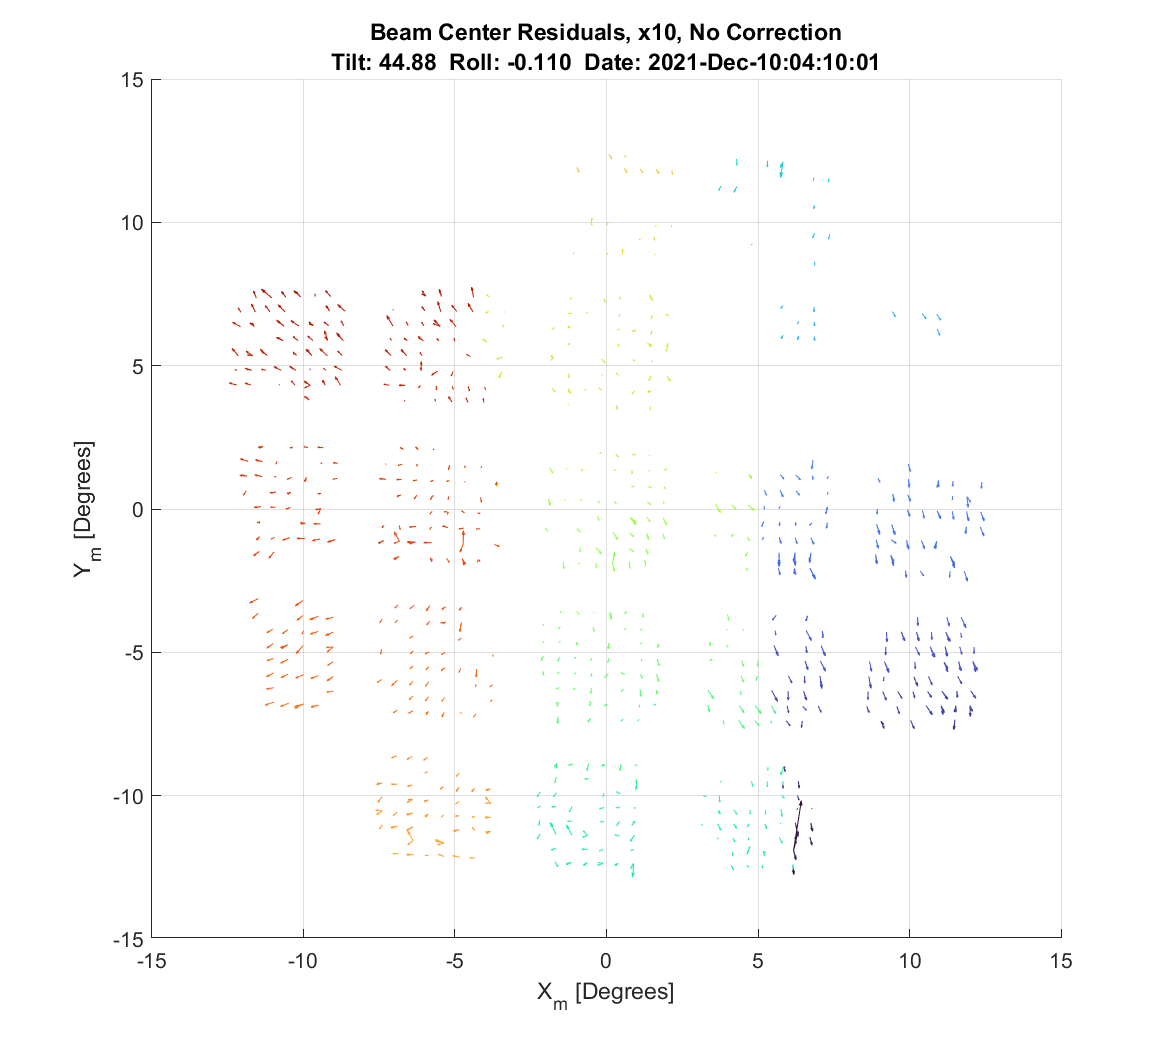 Beam Center Residuals, x10, No Correction
Tilt: 44.88 Roll: -0.110 Date: 2021-Dec-10:04:10:01
15
10
5
0
-5
-10
-15
Y_m [Degrees]
-15 -10 -5 0 5 10 15
X_m [Degrees]